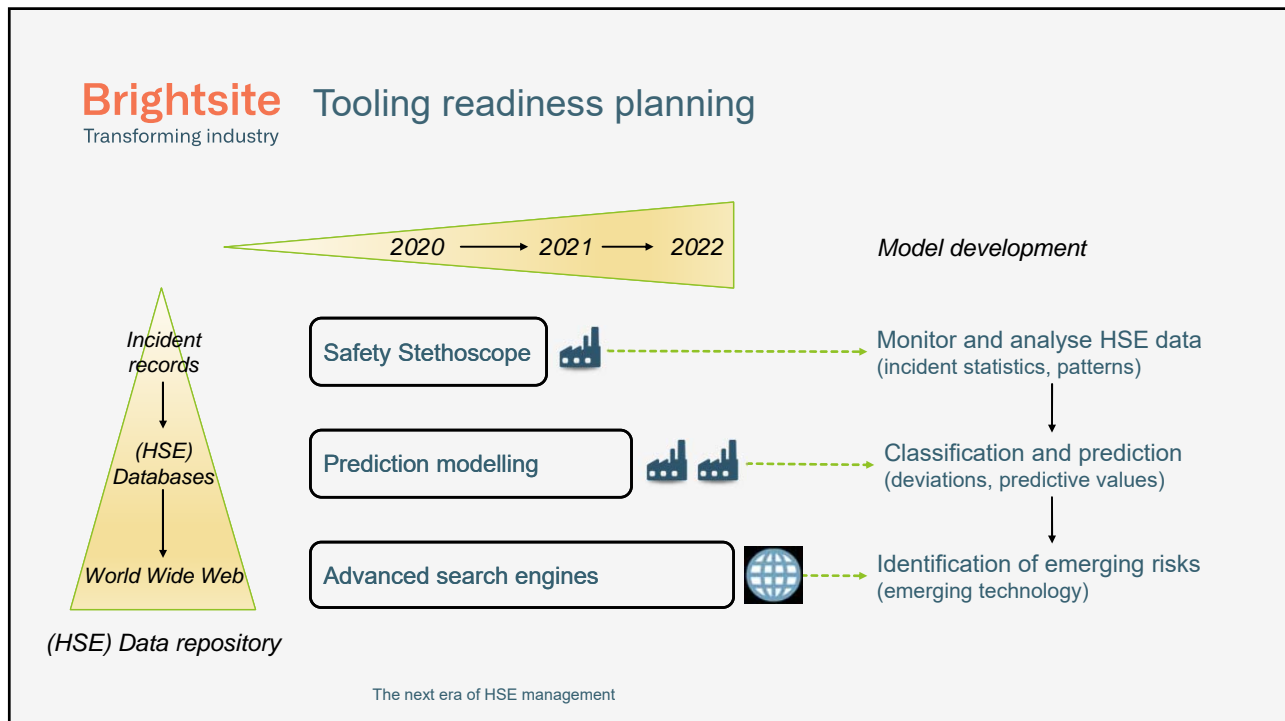 Brightsite
Transforming industry
Tooling readiness planning
2020
2021
2022
Model development
Incident
records
(HSE)
Databases
World Wide Web
(HSE) Data repository
Safety Stethoscope
Monitor and analyse HSE data
(incident statistics, patterns)
Prediction modelling
Classification and prediction
(deviations, predictive values)
Advanced search engines
Identification of emerging risks
(emerging technology)
The next era of HSE management